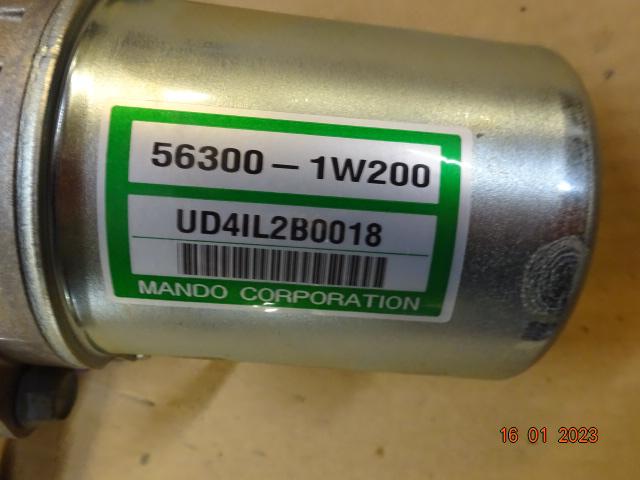 56300-1W200
UD4IL2B0018
MANDO CORPORATION
16 01 2023